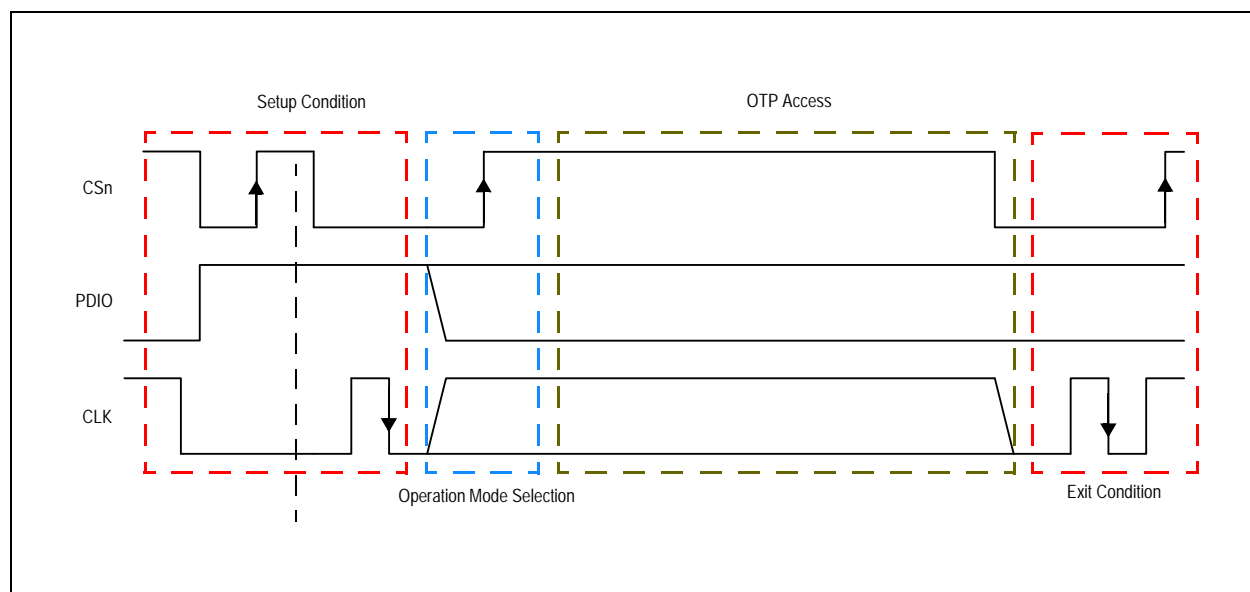 Setup Condition
OTP Access
CSn
PDIO
CLK
Operation Mode Selection
Exit Condition